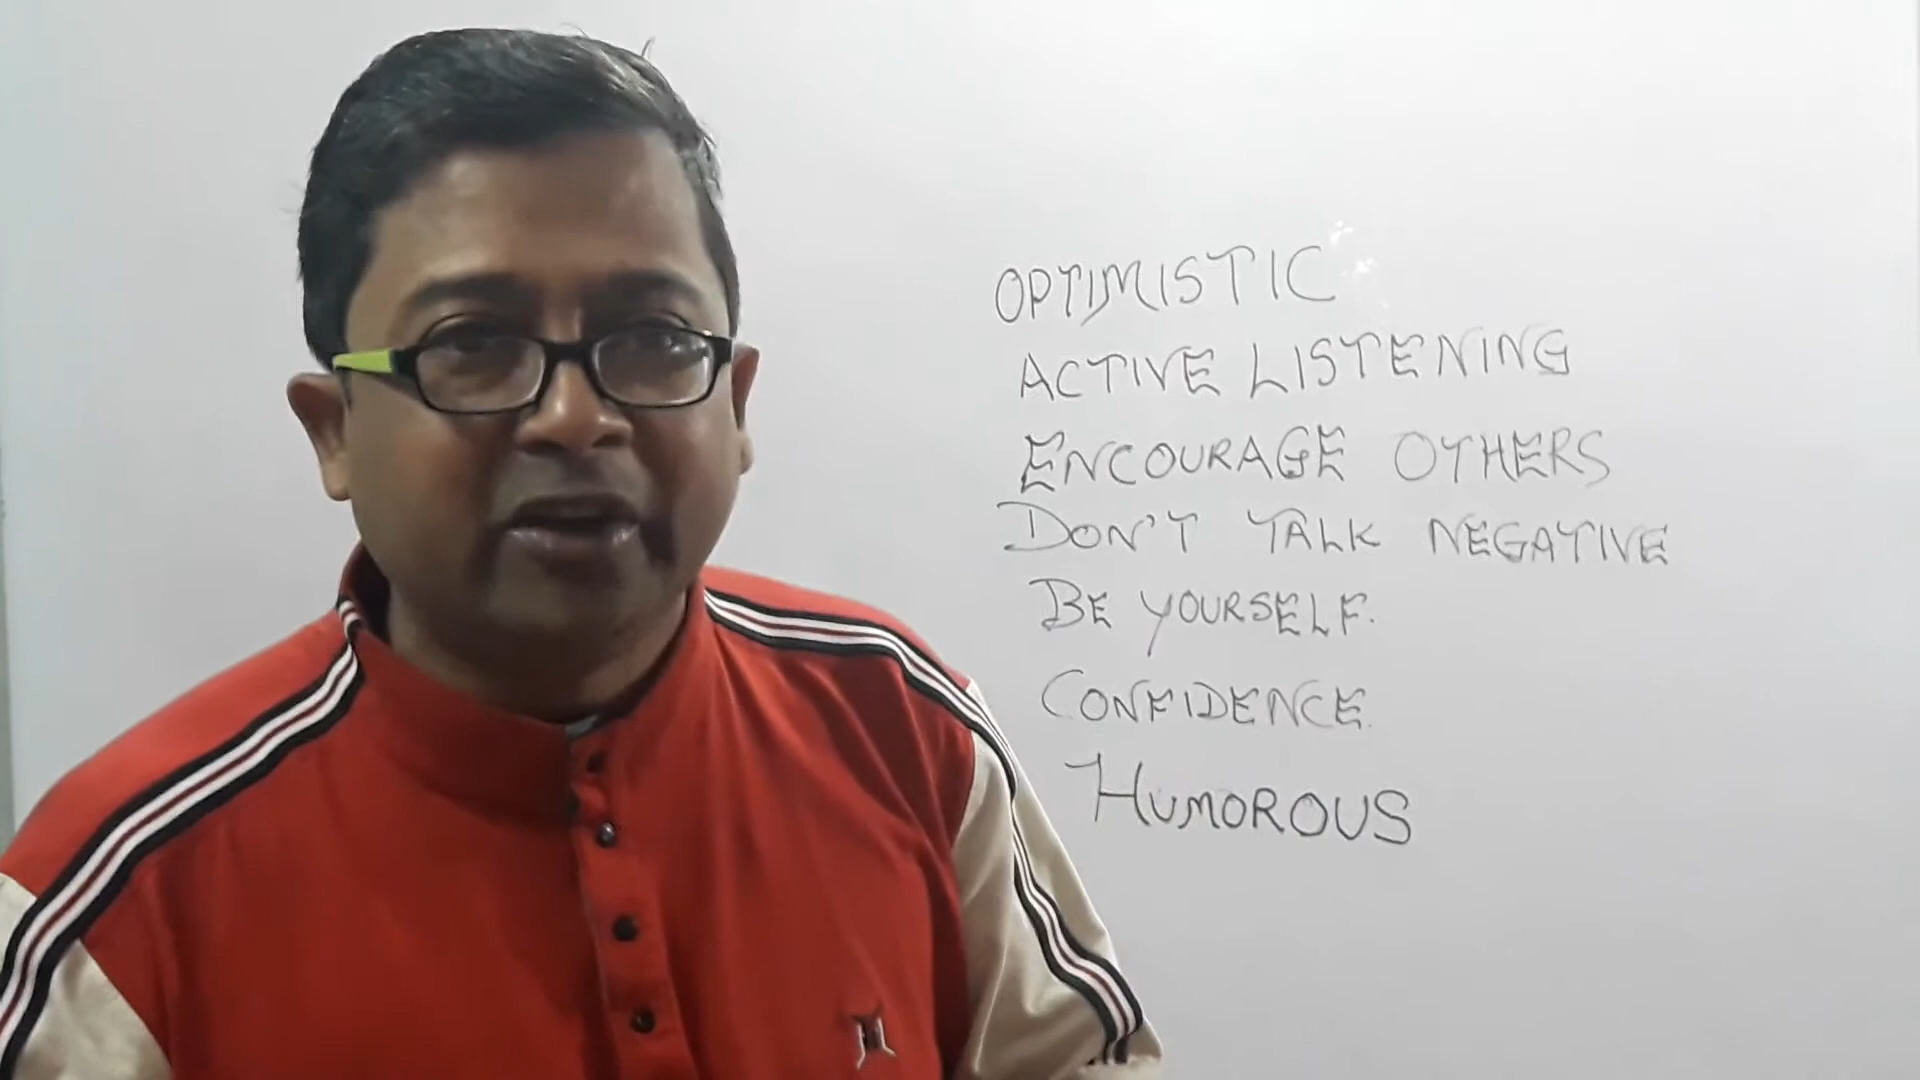 OPTIMISTIC
ACTIVE LISTENING
ENCOURAGE OTHERS
DON'T TALK NEGATIVE
BE YOURSELF.
CONFIDENCE.
HUMOROUS